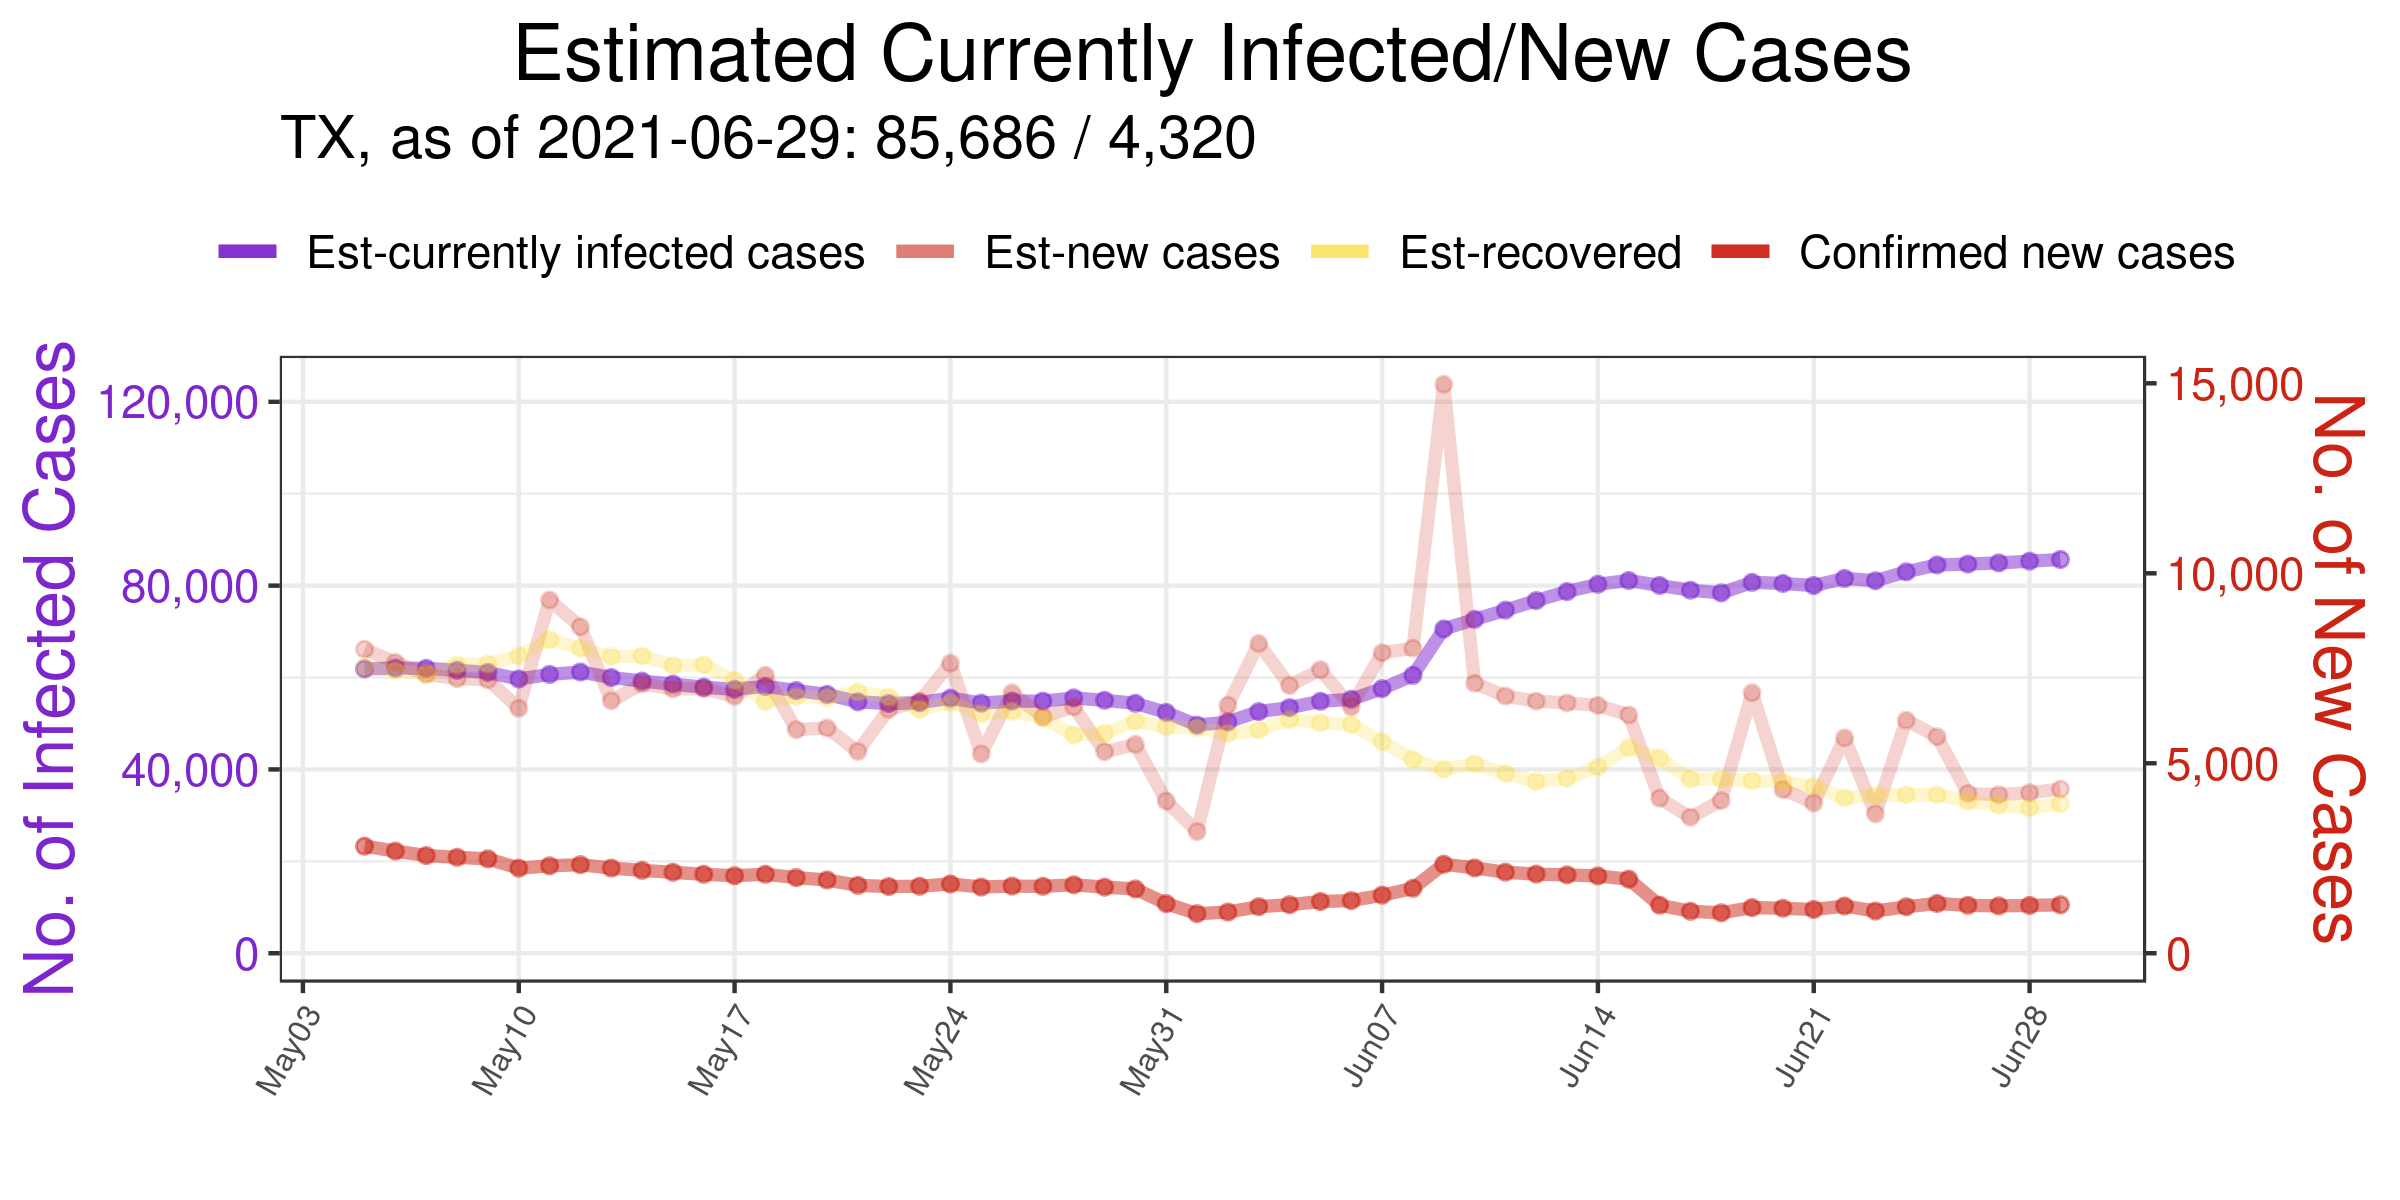 Estimated Currently Infected/New Cases
TX, as of 2021-06-29: 85,686 / 4,320
Est-currently infected cases
Est-new cases
Est-recovered
Confirmed new cases
No. of Infected Cases
120,000
80,000
40,000
0
15,000
10,000
5,000
0
No. of New Cases
May03
May10
May17
May24
May31
Jun07
Jun14
Jun21
Jun28